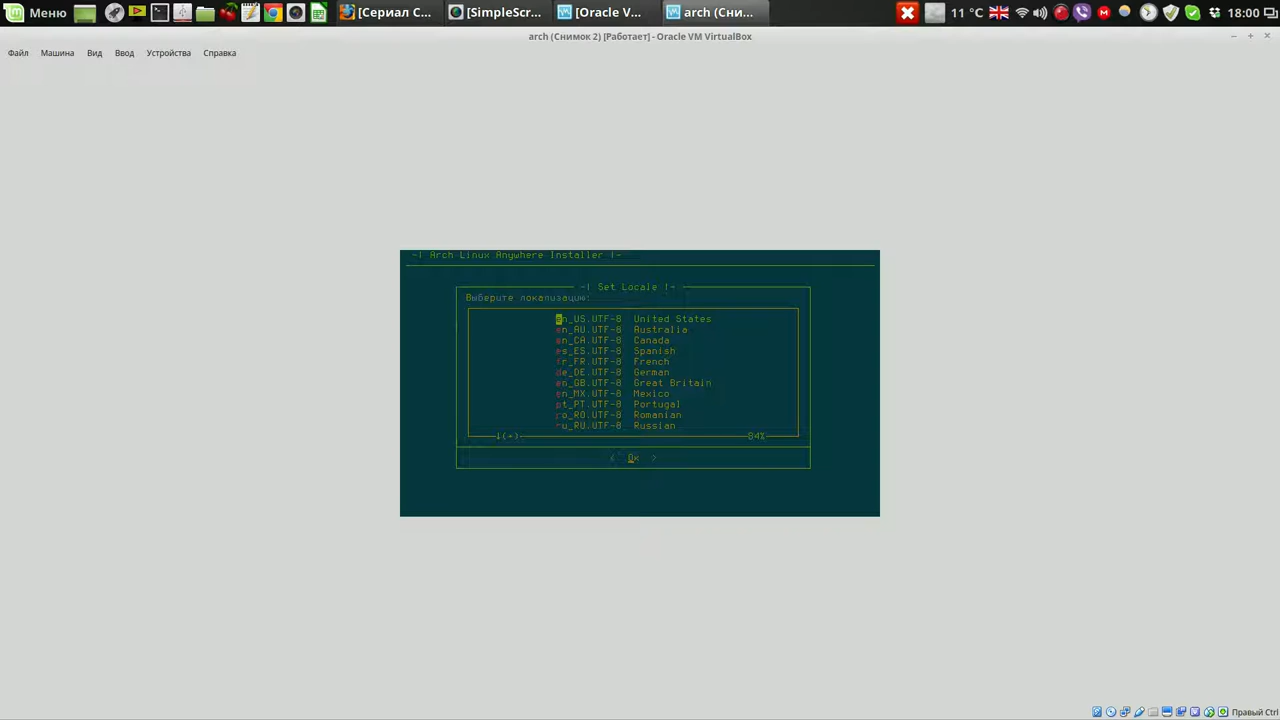 Меню
[Сериал С...
[SimpleScr...
[Oracle V...
arch (Сни...
11 °C
18:00
arch (Снимок 2) [Работает] - Oracle VM VirtualBox
Файл Машина Вид Ввод Устройства Справка
-| Arch Linux Anywhere Installer |-
-| Set Locale |-
Выберите локализацию:
en_US.UTF-8 United States
en_AU.UTF-8 Australia
en_CA.UTF-8 Canada
es_ES.UTF-8 Spanish
fr_FR.UTF-8 French
de_DE.UTF-8 German
en_GB.UTF-8 Great Britain
en_MX.UTF-8 Mexico
pt_PT.UTF-8 Portugal
ro_RO.UTF-8 Romanian
ru_RU.UTF-8 Russian
↓(+) 84%
< Ок >
Правый Ctrl